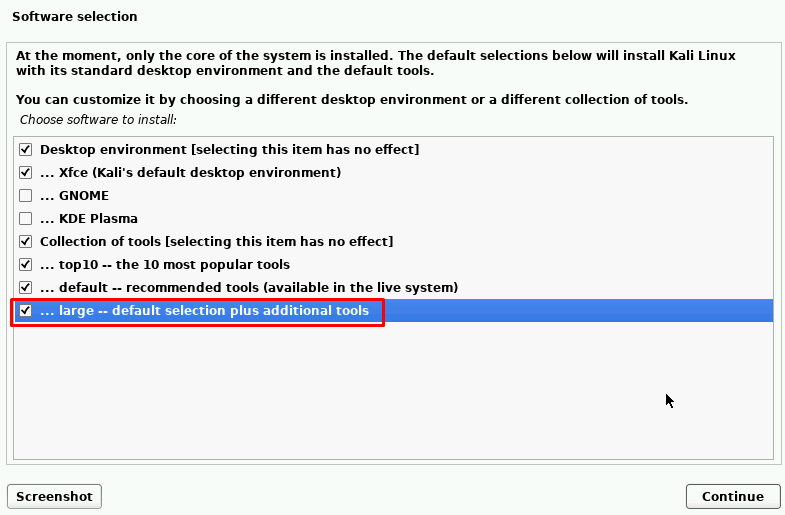 Software selection
At the moment, only the core of the system is installed. The default selections below will install Kali Linux
with its standard desktop environment and the default tools.
You can customize it by choosing a different desktop environment or a different collection of tools.
Choose software to install:
Desktop environment [selecting this item has no effect]
... Xfce (Kali's default desktop environment)
... GNOME
... KDE Plasma
Collection of tools [selecting this item has no effect]
... top10 -- the 10 most popular tools
... default -- recommended tools (available in the live system)
... large -- default selection plus additional tools
Screenshot
Continue